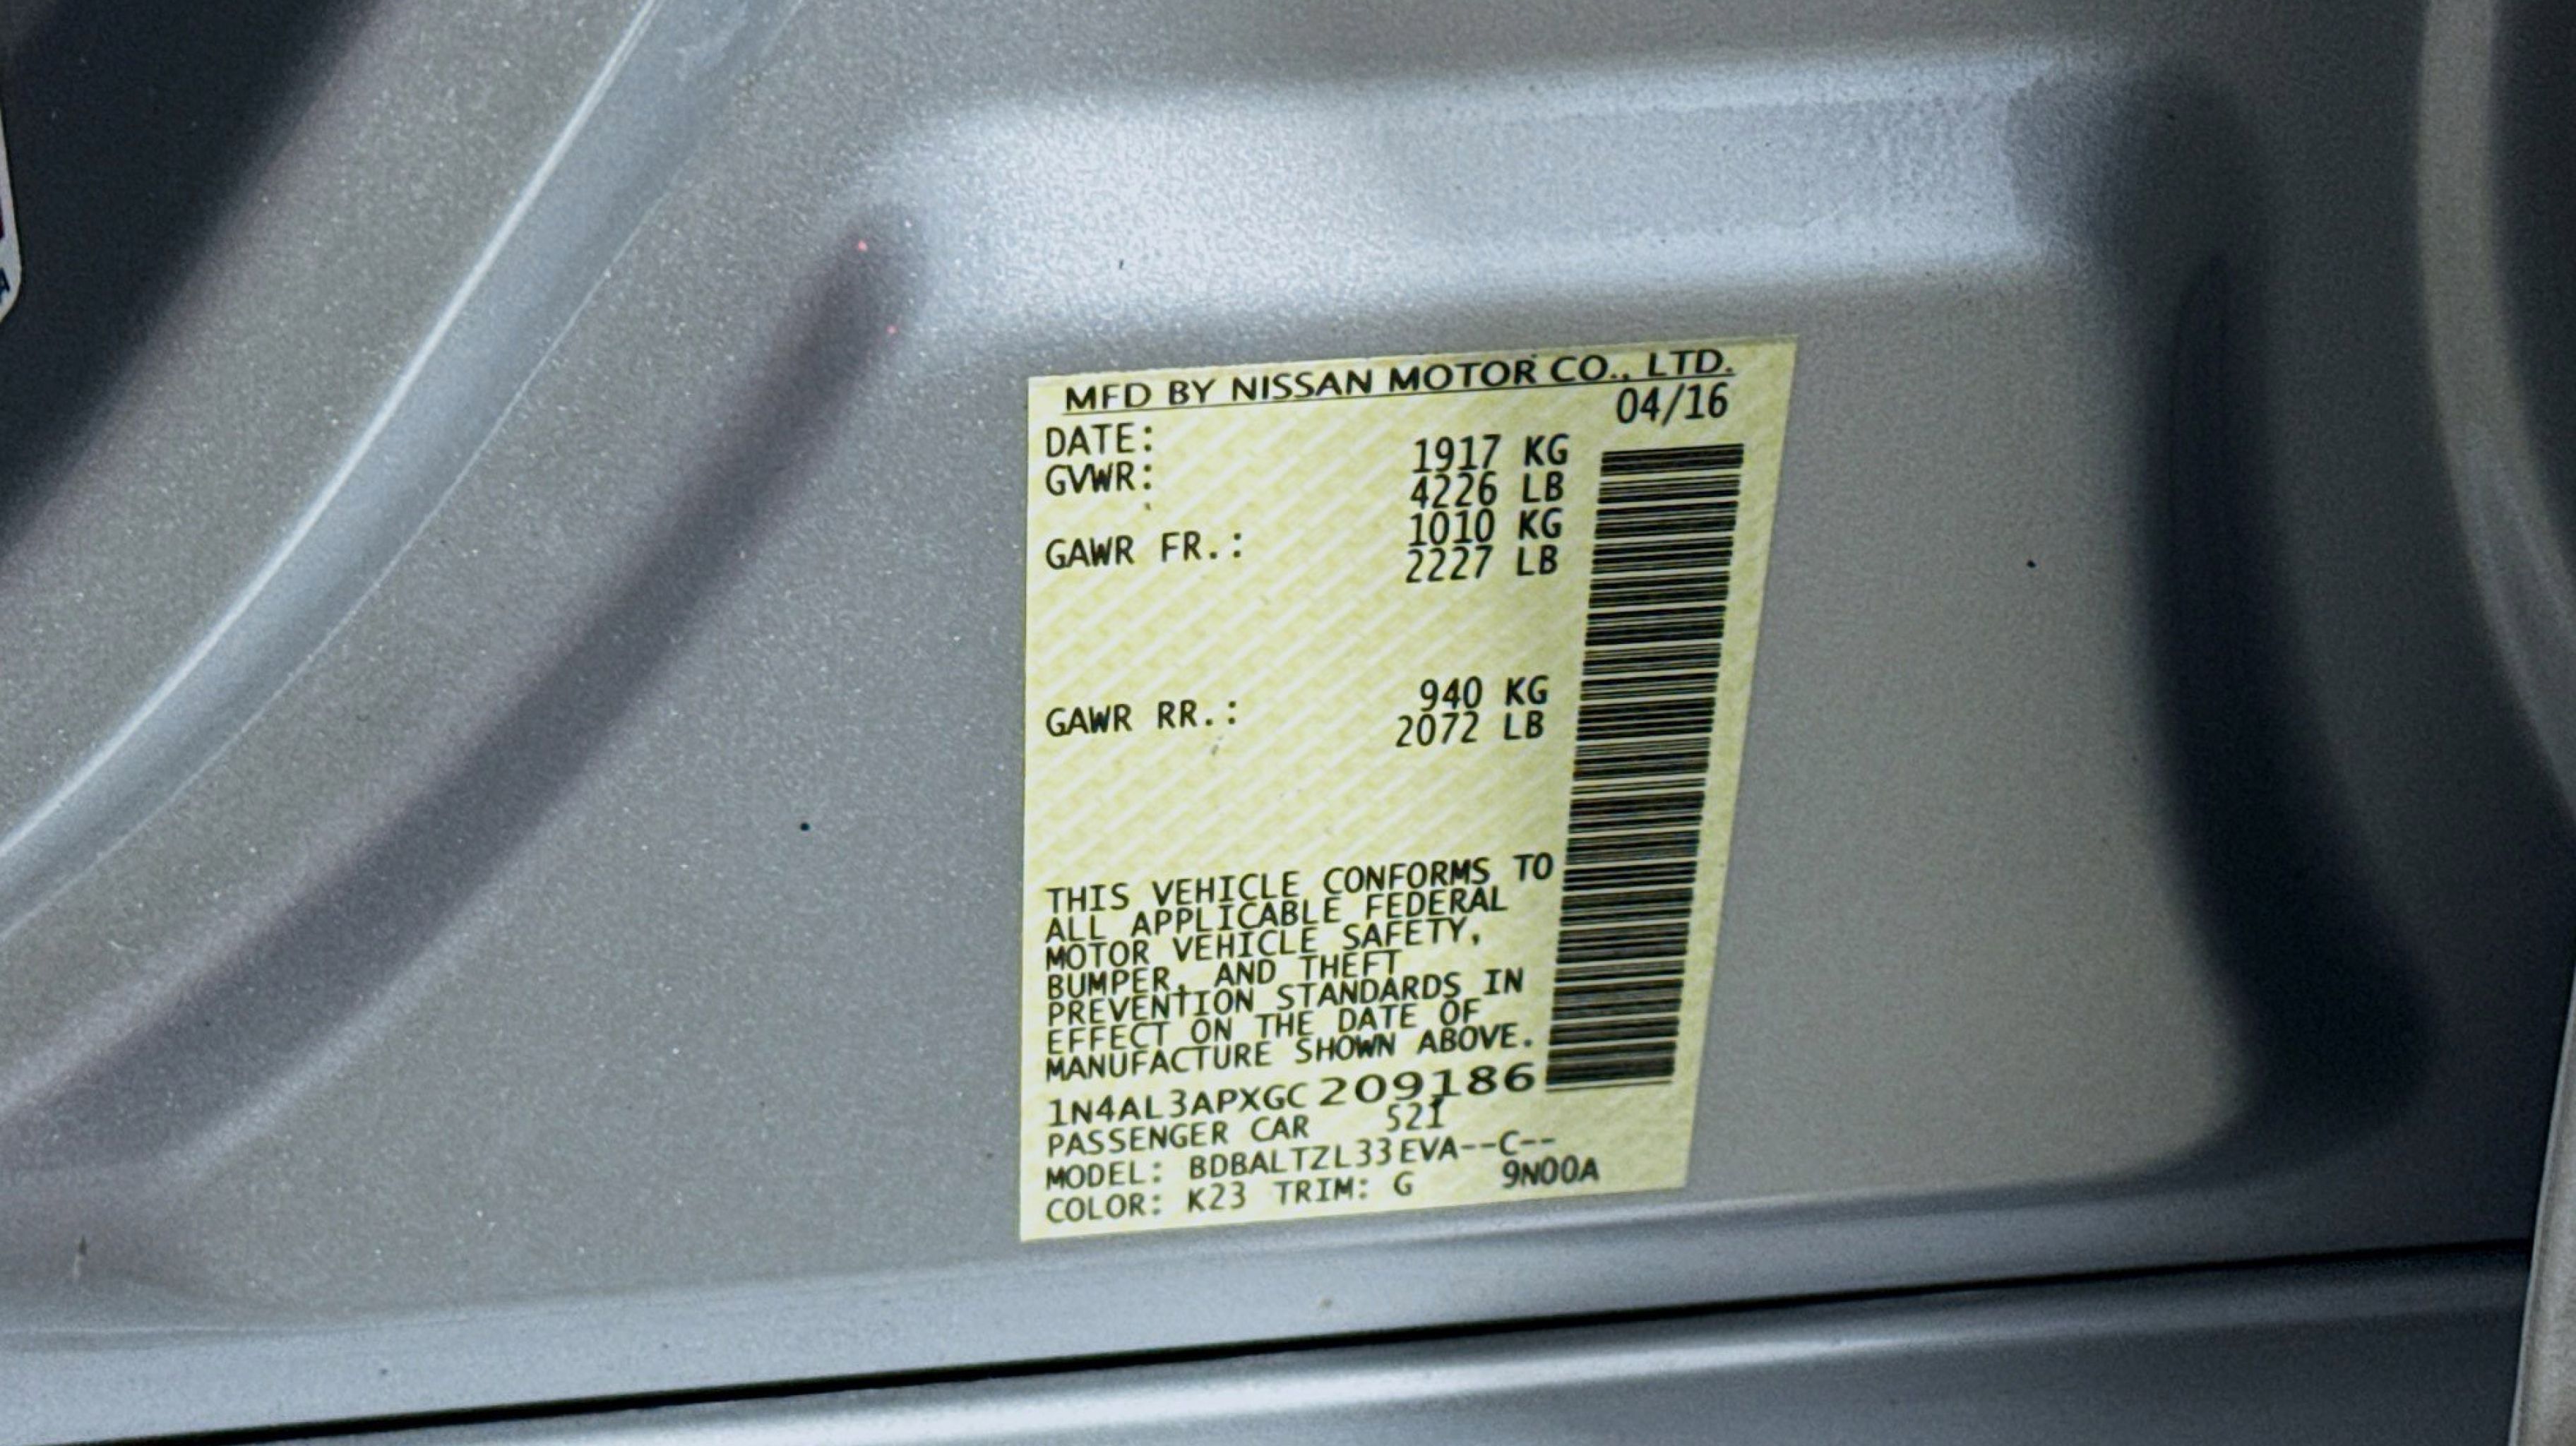 MFD BY NISSAN MOTOR CO., LTD.
DATE: 04/16
GVWR: 1917 KG
4226 LB
GAWR FR.: 1010 KG
2227 LB
GAWR RR.: 940 KG
2072 LB
THIS VEHICLE CONFORMS TO
ALL APPLICABLE FEDERAL
MOTOR VEHICLE SAFETY,
BUMPER, AND THEFT
PREVENTION STANDARDS IN
EFFECT ON THE DATE OF
MANUFACTURE SHOWN ABOVE.
1N4AL3APXGC209186
PASSENGER CAR 521
MODEL: BDBALTZL33EVA--C--
COLOR: K23 TRIM: G 9N00A